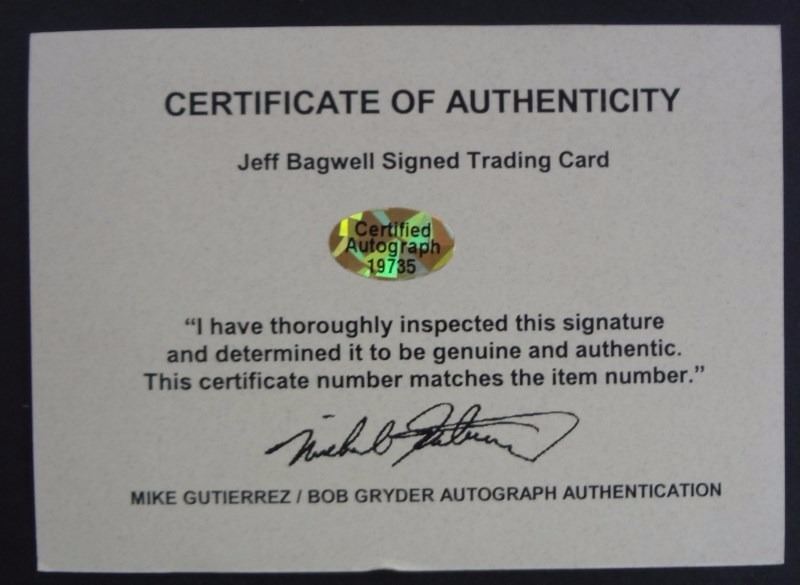 CERTIFICATE OF AUTHENTICITY
Jeff Bagwell Signed Trading Card
Certified
Autograph
19735
“I have thoroughly inspected this signature
and determined it to be genuine and authentic.
This certificate number matches the item number.”
MIKE GUTIERREZ / BOB GRYDER AUTOGRAPH AUTHENTICATION